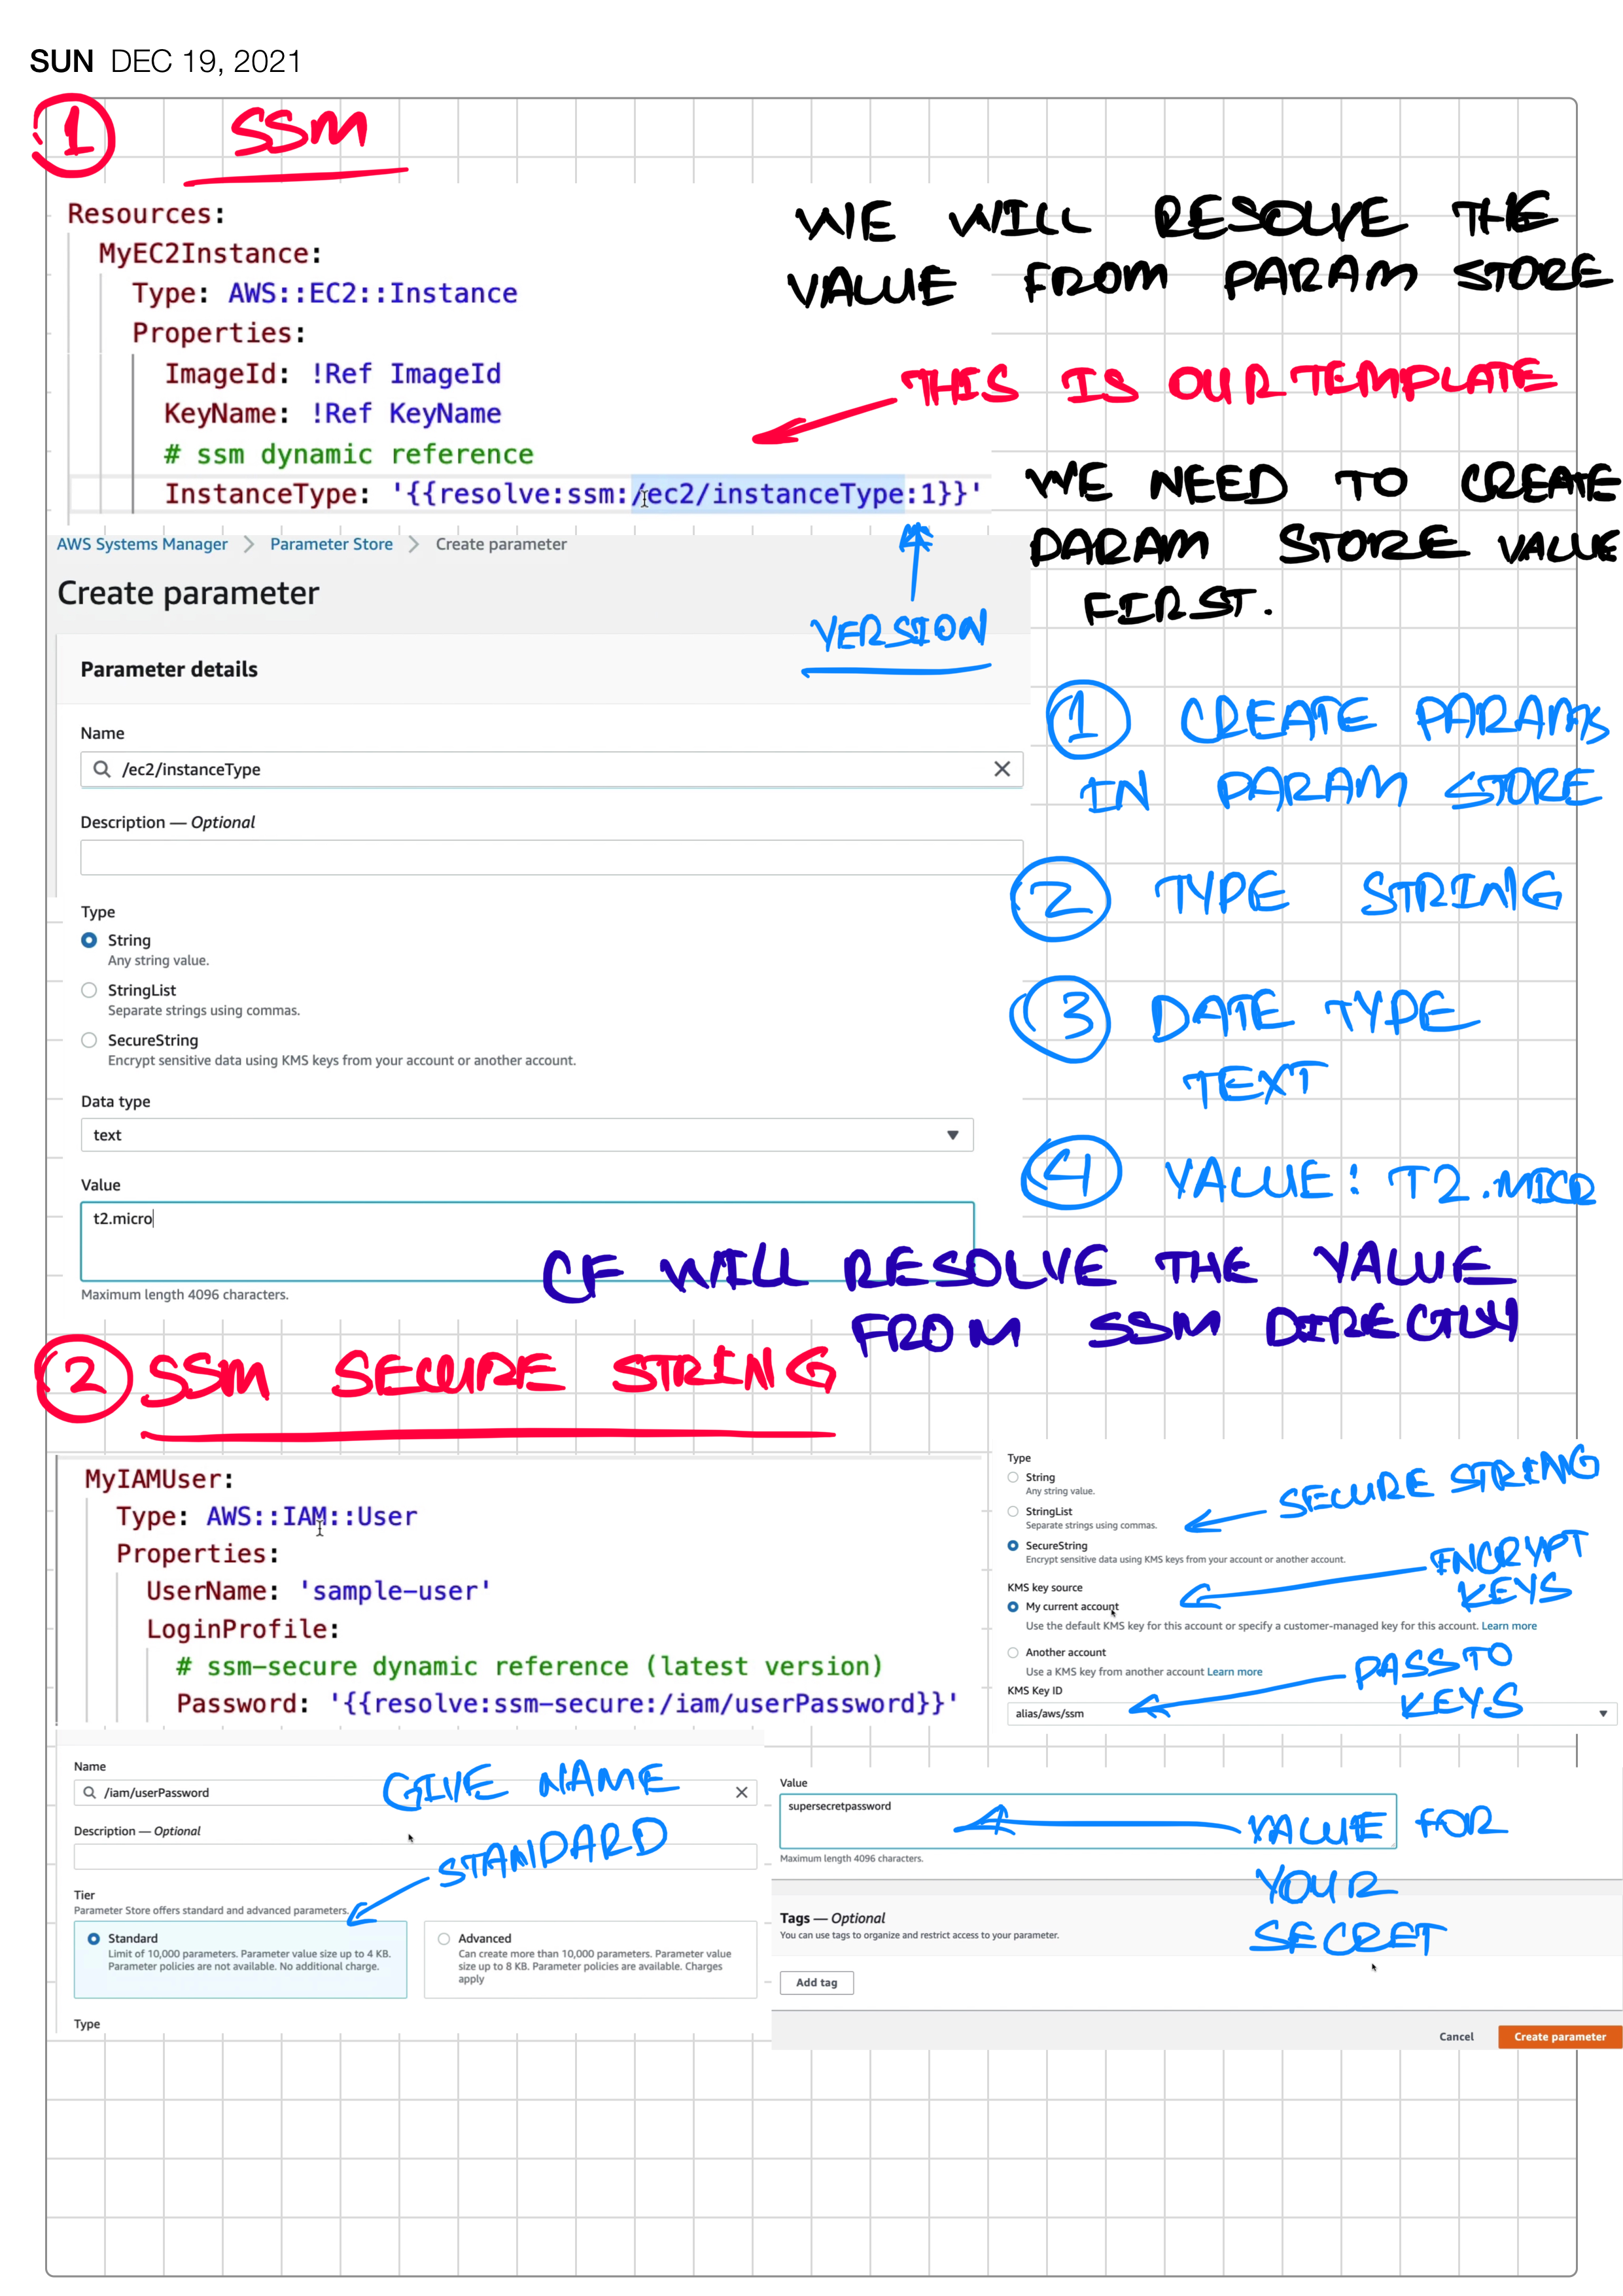 SUN DEC 19, 2021
1 SSM
Resources:
MyEC2Instance:
Type: AWS::EC2::Instance
Properties:
ImageId: !Ref ImageId
KeyName: !Ref KeyName
# ssm dynamic reference
InstanceType: '{{resolve:ssm:/ec2/instanceType:1}}'
WE WILL RESOLVE THE
VALUE FROM PARAM STORE
THIS IS OUR TEMPLATE
WE NEED TO CREATE
PARAM STORE VALUE
FIRST.
VERSION
AWS Systems Manager > Parameter Store > Create parameter
Create parameter
Parameter details
Name
/ec2/instanceType
Description — Optional
Type
String
Any string value.
StringList
Separate strings using commas.
SecureString
Encrypt sensitive data using KMS keys from your account or another account.
Data type
text
Value
t2.micro
Maximum length 4096 characters.
1 CREATE PARAMS
IN PARAM STORE
2 TYPE STRING
3 DATE TYPE
TEXT
4 VALUE: T2.MICRO
CF WILL RESOLVE THE VALUE
FROM SSM DIRECTLY
2 SSM SECURE STRING
MyIAMUser:
Type: AWS::IAM::User
Properties:
UserName: 'sample-user'
LoginProfile:
# ssm-secure dynamic reference (latest version)
Password: '{{resolve:ssm-secure:/iam/userPassword}}'
Type
String
Any string value.
StringList
Separate strings using commas.
SecureString
Encrypt sensitive data using KMS keys from your account or another account.
KMS key source
My current account
Use the default KMS key for this account or specify a customer-managed key for this account. Learn more
Another account
Use a KMS key from another account Learn more
KMS Key ID
alias/aws/ssm
SECURE STRING
ENCRYPT
KEYS
PASS TO
KEYS
Name
/iam/userPassword
GIVE NAME
Description — Optional
STANDARD
Tier
Parameter Store offers standard and advanced parameters.
Standard
Limit of 10,000 parameters. Parameter value size up to 4 KB.
Parameter policies are not available. No additional charge.
Advanced
Can create more than 10,000 parameters. Parameter value
size up to 8 KB. Parameter policies are available. Charges
apply
Type
Value
supersecretpassword
Maximum length 4096 characters.
VALUE FOR
YOUR
SECRET
Tags — Optional
You can use tags to organize and restrict access to your parameter.
Add tag
Cancel
Create parameter